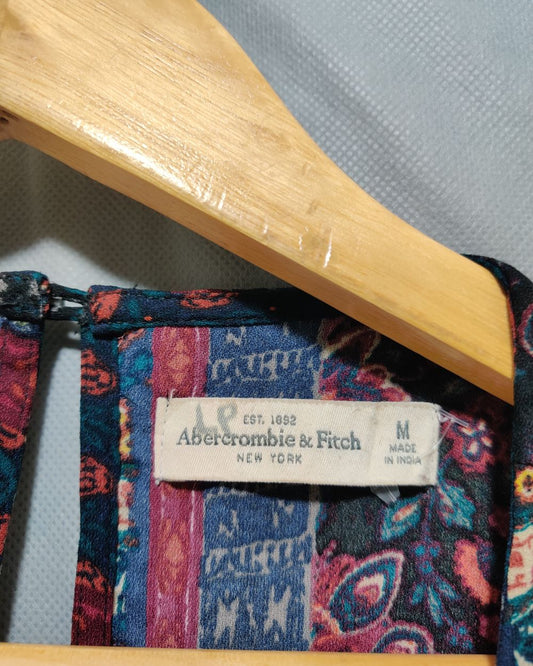 EST. 1892
Abercrombie & Fitch
NEW YORK
M
MADE
IN INDIA